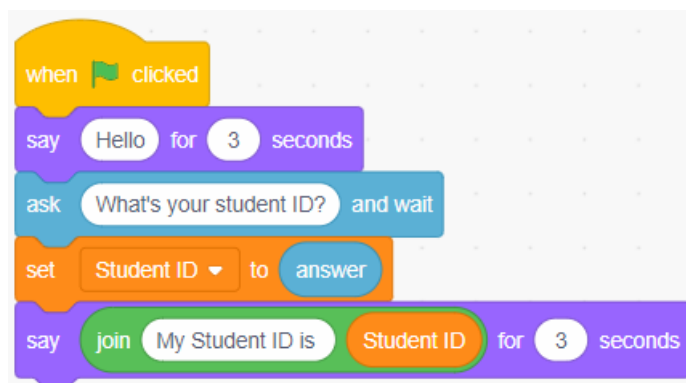 when clicked
say Hello for 3 seconds
ask What's your student ID? and wait
set Student ID to answer
say join My Student ID is Student ID for 3 seconds